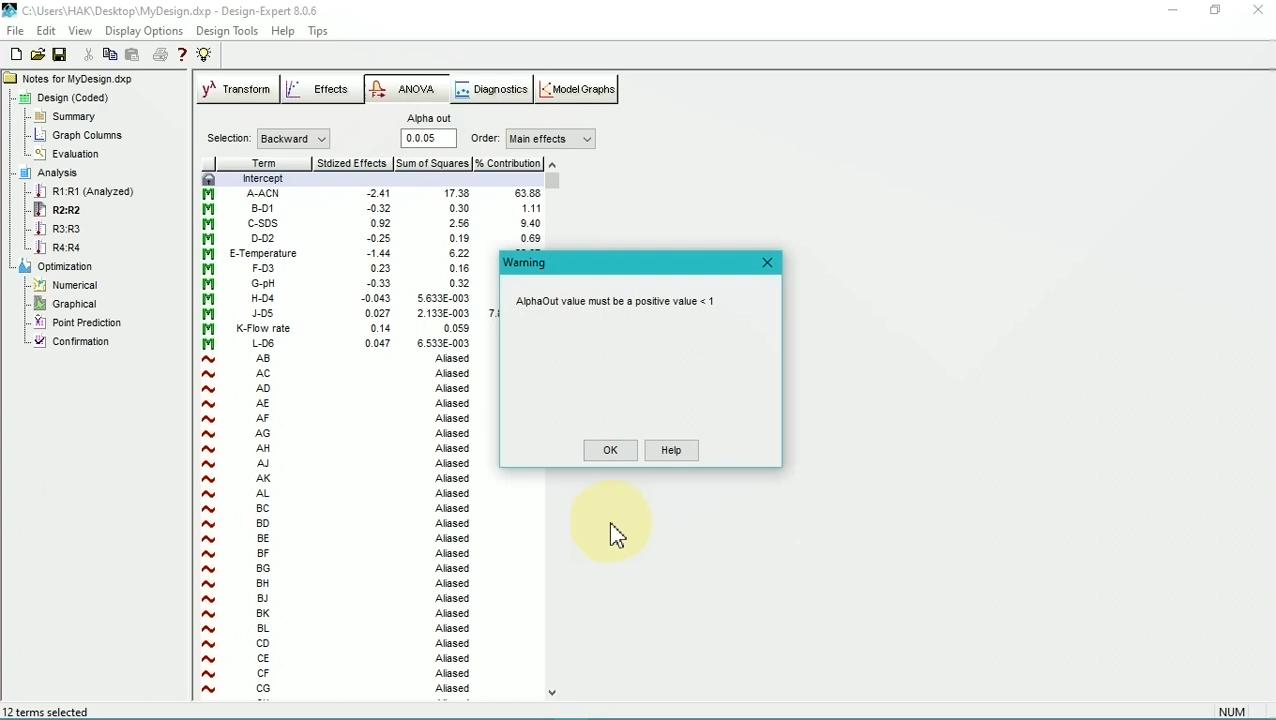 C:\Users\HAK\Desktop\MyDesign.dxp - Design-Expert 8.0.6
File Edit View Display Options Design Tools Help Tips
Notes for MyDesign.dxp
Design (Coded)
Summary
Graph Columns
Evaluation
Analysis
R1:R1 (Analyzed)
R2:R2
R3:R3
R4:R4
Optimization
Numerical
Graphical
Point Prediction
Confirmation
yλ Transform Effects ANOVA Diagnostics Model Graphs
Alpha out
Selection: Backward 0.0.05 Order: Main effects
Term Stdized Effects Sum of Squares % Contribution
Intercept
A-ACN -2.41 17.38 63.88
B-D1 -0.32 0.30 1.11
C-SDS 0.92 2.56 9.40
D-D2 -0.25 0.19 0.69
E-Temperature -1.44 6.22
F-D3 0.23 0.16
G-pH -0.33 0.32
H-D4 -0.043 5.633E-003
J-D5 0.027 2.133E-003
K-Flow rate 0.14 0.059
L-D6 0.047 6.533E-003
AB Aliased
AC Aliased
AD Aliased
AE Aliased
AF Aliased
AG Aliased
AH Aliased
AJ Aliased
AK Aliased
AL Aliased
BC Aliased
BD Aliased
BE Aliased
BF Aliased
BG Aliased
BH Aliased
BJ Aliased
BK Aliased
BL Aliased
CD Aliased
CE Aliased
CF Aliased
CG Aliased
Warning
AlphaOut value must be a positive value < 1
OK Help
12 terms selected
NUM